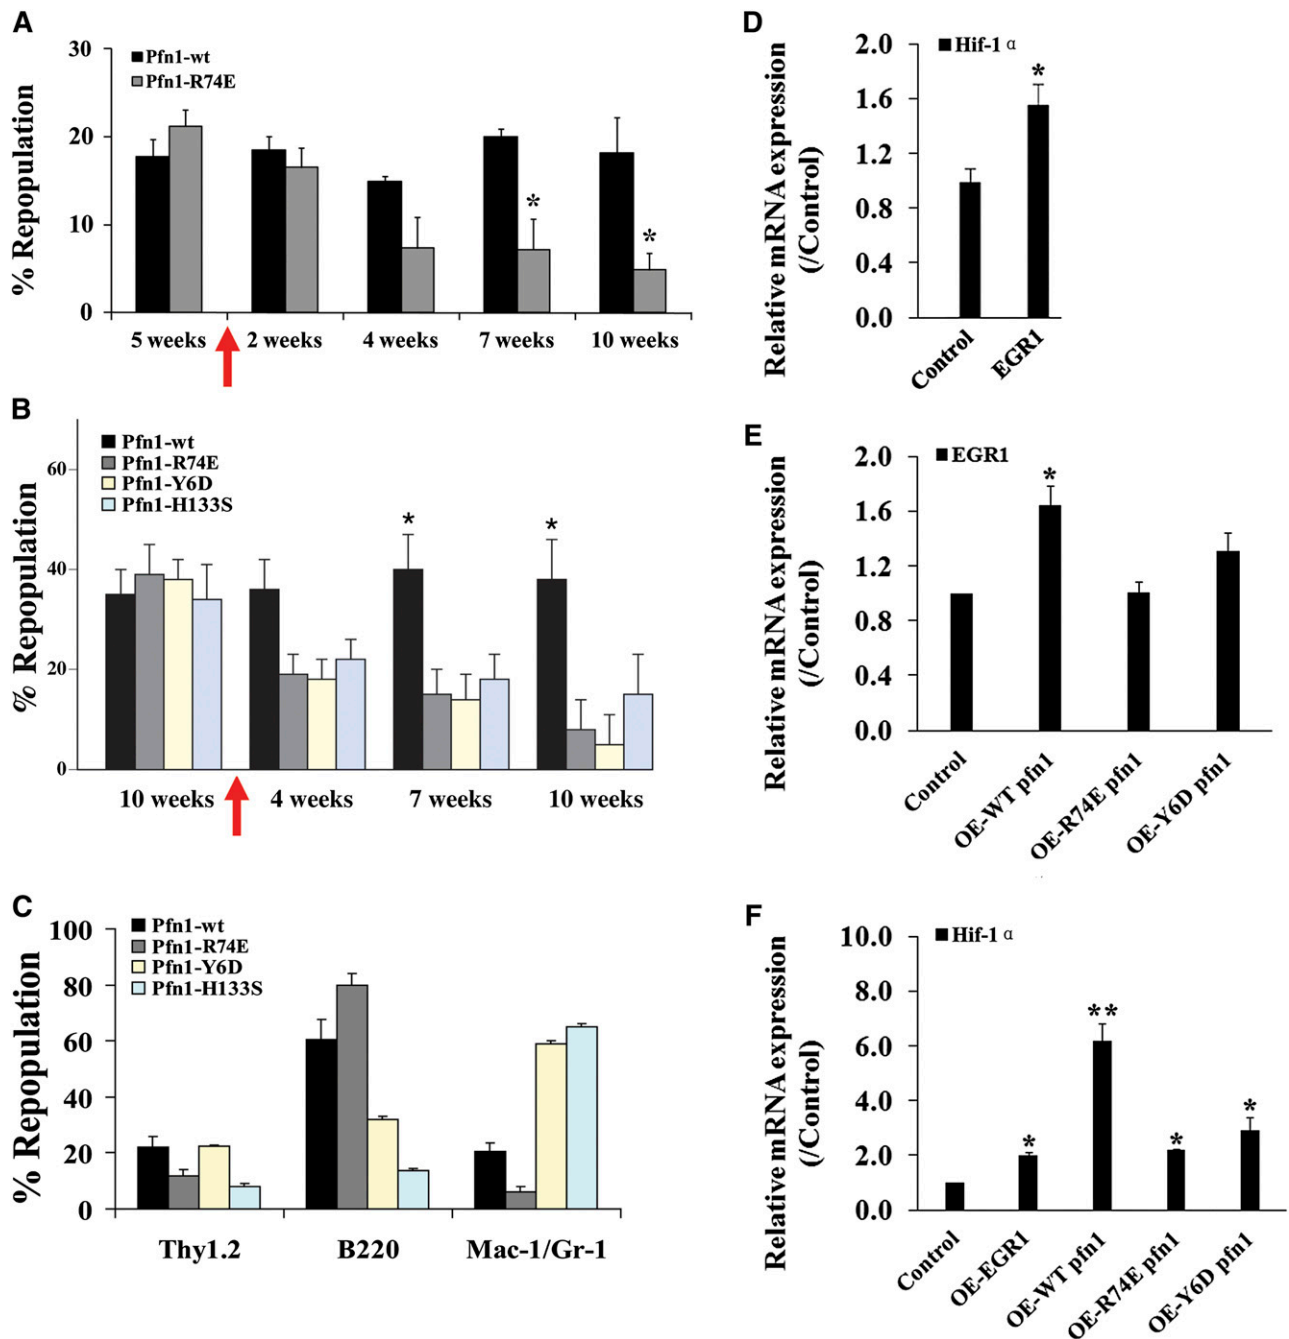 A
% Repopulation
30
20
10
0
Pfn1-wt
Pfn1-R74E
*
*
5 weeks 2 weeks 4 weeks 7 weeks 10 weeks
B
% Repopulation
60
40
20
0
Pfn1-wt
Pfn1-R74E
Pfn1-Y6D
Pfn1-H133S
*
*
10 weeks 4 weeks 7 weeks 10 weeks
C
% Repopulation
100
80
60
40
20
0
Pfn1-wt
Pfn1-R74E
Pfn1-Y6D
Pfn1-H133S
Thy1.2 B220 Mac-1/Gr-1
D
Relative mRNA expression
(/Control)
2.0
1.6
1.2
0.8
0.4
0.0
Hif-1 α
*
Control
EGR1
E
Relative mRNA expression
(/Control)
2.0
1.6
1.2
0.8
0.4
0.0
EGR1
*
Control
OE-WT pfn1
OE-R74E pfn1
OE-Y6D pfn1
F
Relative mRNA expression
(/Control)
10.0
8.0
6.0
4.0
2.0
0.0
Hif-1 α
*
**
*
*
Control
OE-EGR1
OE-WT pfn1
OE-R74E pfn1
OE-Y6D pfn1